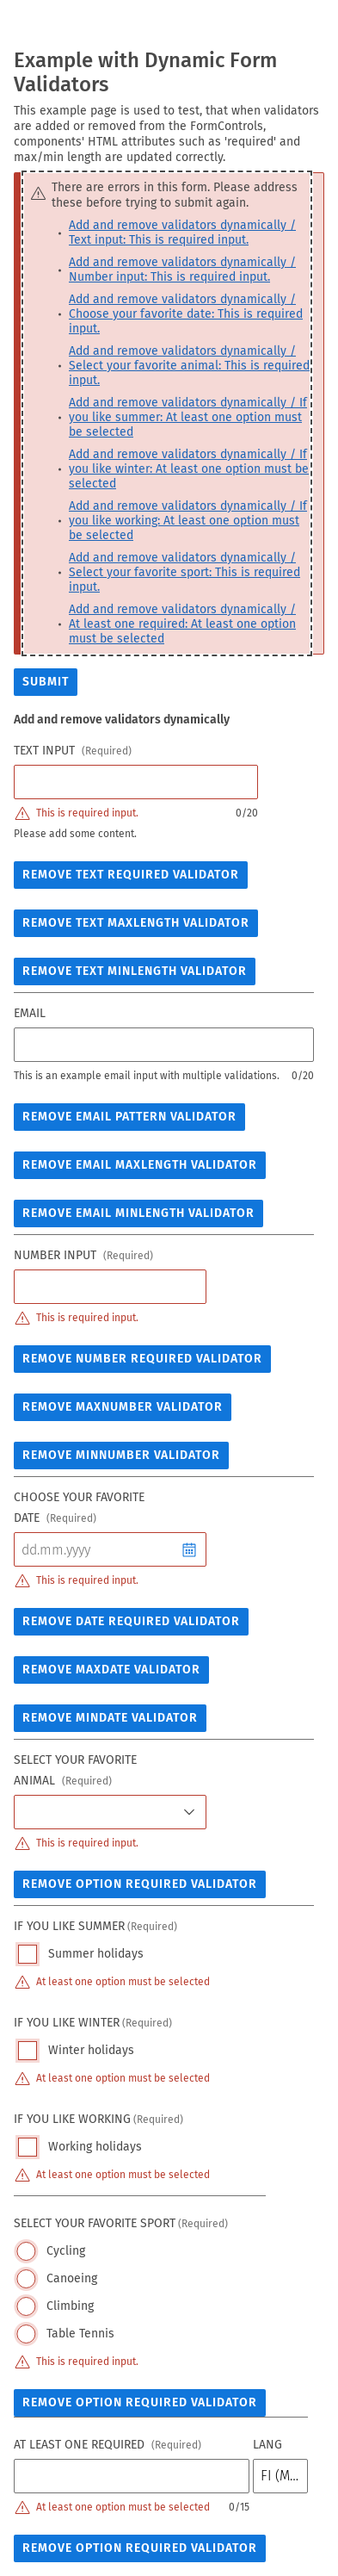 Example with Dynamic Form
Validators
This example page is used to test, that when validators
are added or removed from the FormControls,
components' HTML attributes such as 'required' and
max/min length are updated correctly.
There are errors in this form. Please address
these before trying to submit again.
Add and remove validators dynamically /
Text input: This is required input.
Add and remove validators dynamically /
Number input: This is required input.
Add and remove validators dynamically /
Choose your favorite date: This is required
input.
Add and remove validators dynamically /
Select your favorite animal: This is required
input.
Add and remove validators dynamically / If
you like summer: At least one option must
be selected
Add and remove validators dynamically / If
you like winter: At least one option must be
selected
Add and remove validators dynamically / If
you like working: At least one option must
be selected
Add and remove validators dynamically /
Select your favorite sport: This is required
input.
Add and remove validators dynamically /
At least one required: At least one option
must be selected
SUBMIT
Add and remove validators dynamically
TEXT INPUT (Required)
This is required input. 0/20
Please add some content.
REMOVE TEXT REQUIRED VALIDATOR
REMOVE TEXT MAXLENGTH VALIDATOR
REMOVE TEXT MINLENGTH VALIDATOR
EMAIL
This is an example email input with multiple validations. 0/20
REMOVE EMAIL PATTERN VALIDATOR
REMOVE EMAIL MAXLENGTH VALIDATOR
REMOVE EMAIL MINLENGTH VALIDATOR
NUMBER INPUT (Required)
This is required input.
REMOVE NUMBER REQUIRED VALIDATOR
REMOVE MAXNUMBER VALIDATOR
REMOVE MINNUMBER VALIDATOR
CHOOSE YOUR FAVORITE
DATE (Required)
dd.mm.yyyy
This is required input.
REMOVE DATE REQUIRED VALIDATOR
REMOVE MAXDATE VALIDATOR
REMOVE MINDATE VALIDATOR
SELECT YOUR FAVORITE
ANIMAL (Required)
This is required input.
REMOVE OPTION REQUIRED VALIDATOR
IF YOU LIKE SUMMER (Required)
Summer holidays
At least one option must be selected
IF YOU LIKE WINTER (Required)
Winter holidays
At least one option must be selected
IF YOU LIKE WORKING (Required)
Working holidays
At least one option must be selected
SELECT YOUR FAVORITE SPORT (Required)
Cycling
Canoeing
Climbing
Table Tennis
This is required input.
REMOVE OPTION REQUIRED VALIDATOR
AT LEAST ONE REQUIRED (Required) LANG
FI (M...
At least one option must be selected 0/15
REMOVE OPTION REQUIRED VALIDATOR